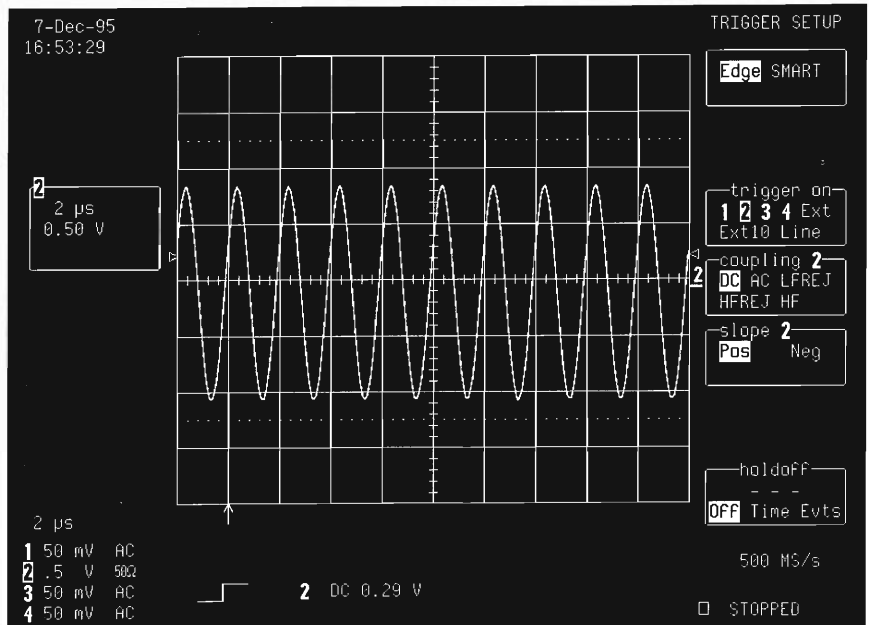 7-Dec-95
16:53:29
TRIGGER SETUP
Edge SMART
2
2 µs
0.50 V
trigger on
1 2 3 4 Ext
Ext10 Line
2
coupling 2
DC AC LFREJ
HFREJ HF
slope 2
Pos Neg
holdoff
- - -
Off Time Evts
2 µs
1 50 mV AC
2 .5 V 50Ω
3 50 mV AC
4 50 mV AC
2 DC 0.29 V
500 MS/s
STOPPED